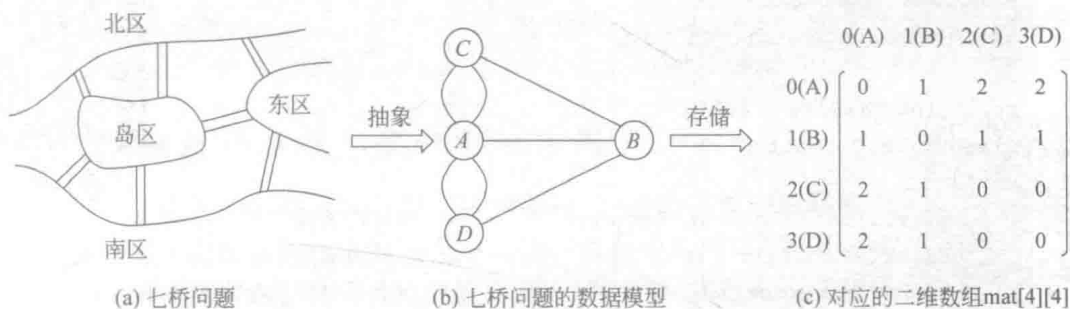 北区
岛区
东区
南区
抽象
C
A
B
D
存储
0(A) 1(B) 2(C) 3(D)
0(A) 0 1 2 2
1(B) 1 0 1 1
2(C) 2 1 0 0
3(D) 2 1 0 0
(a) 七桥问题
(b) 七桥问题的数据模型
(c) 对应的二维数组mat[4][4]